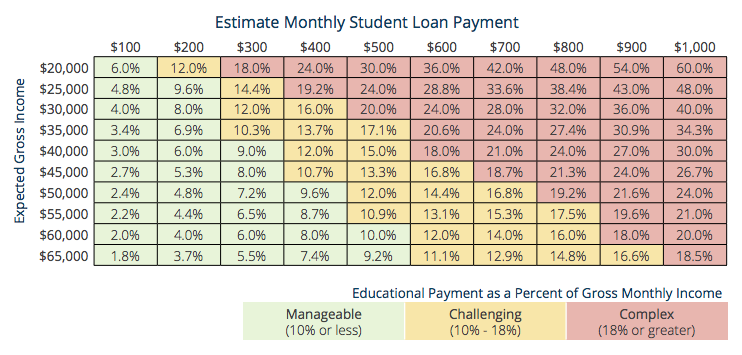 Estimate Monthly Student Loan Payment
$100 $200 $300 $400 $500 $600 $700 $800 $900 $1,000
Expected Gross Income
$20,000 6.0% 12.0% 18.0% 24.0% 30.0% 36.0% 42.0% 48.0% 54.0% 60.0%
$25,000 4.8% 9.6% 14.4% 19.2% 24.0% 28.8% 33.6% 38.4% 43.0% 48.0%
$30,000 4.0% 8.0% 12.0% 16.0% 20.0% 24.0% 28.0% 32.0% 36.0% 40.0%
$35,000 3.4% 6.9% 10.3% 13.7% 17.1% 20.6% 24.0% 27.4% 30.9% 34.3%
$40,000 3.0% 6.0% 9.0% 12.0% 15.0% 18.0% 21.0% 24.0% 27.0% 30.0%
$45,000 2.7% 5.3% 8.0% 10.7% 13.3% 16.8% 18.7% 21.3% 24.0% 26.7%
$50,000 2.4% 4.8% 7.2% 9.6% 12.0% 14.4% 16.8% 19.2% 21.6% 24.0%
$55,000 2.2% 4.4% 6.5% 8.7% 10.9% 13.1% 15.3% 17.5% 19.6% 21.0%
$60,000 2.0% 4.0% 6.0% 8.0% 10.0% 12.0% 14.0% 16.0% 18.0% 20.0%
$65,000 1.8% 3.7% 5.5% 7.4% 9.2% 11.1% 12.9% 14.8% 16.6% 18.5%
Educational Payment as a Percent of Gross Monthly Income
Manageable Challenging Complex
(10% or less) (10% - 18%) (18% or greater)